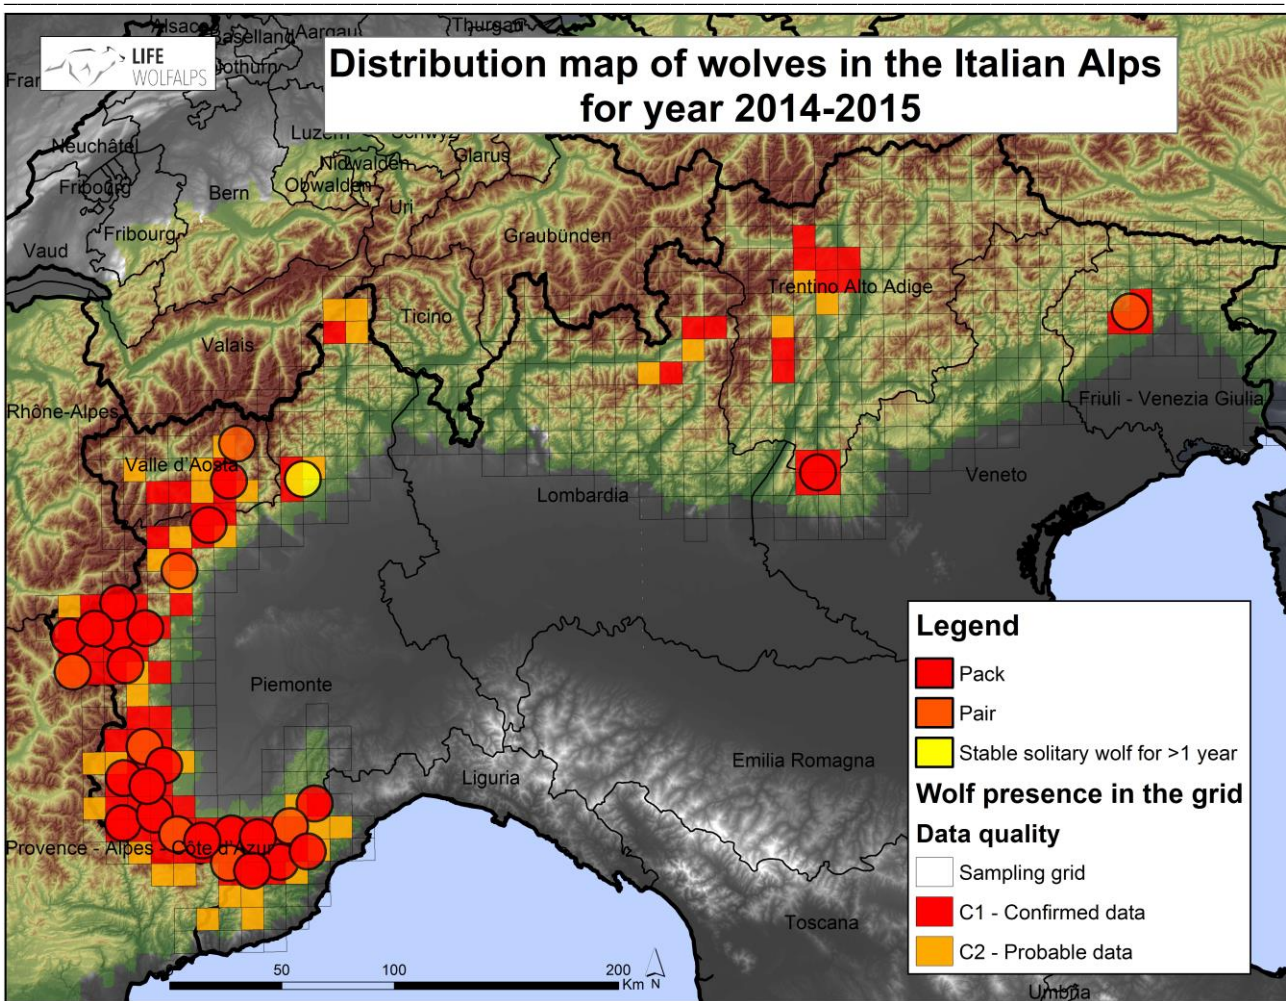 LIFE
WOLFALPS
Distribution map of wolves in the Italian Alps
for year 2014-2015
Aargau
Thurgau
Luzern
Neuchâtel
Nidwalden
Glarus
Fribourg
Obwalden
Bern
Uri
Fribourg
Graubünden
Vaud
Trentino Alto Adige
Ticino
Valais
Rhône-Alpes
Friuli - Venezia Giulia
Valle d'Aosta
Veneto
Lombardia
Piemonte
Emilia Romagna
Liguria
Provence - Alpes - Côte d'Azur
Toscana
Umbria
Legend
Pack
Pair
Stable solitary wolf for >1 year
Wolf presence in the grid
Data quality
Sampling grid
C1 - Confirmed data
C2 - Probable data
0 50 100 200
Km N